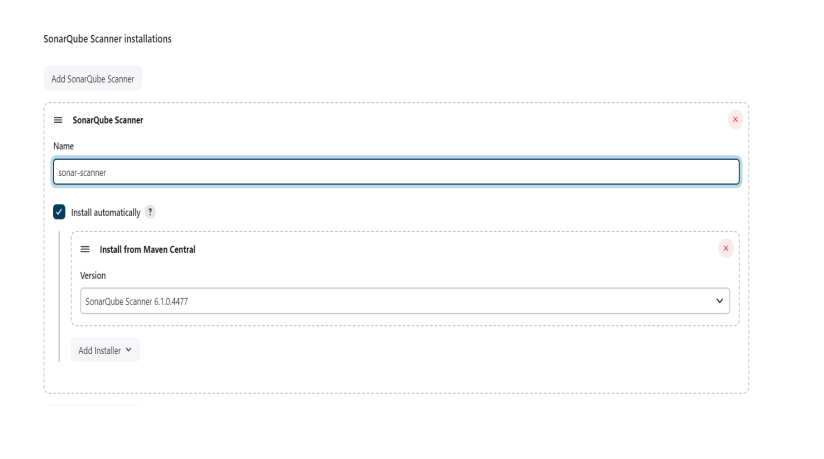 SonarQube Scanner installations
Add SonarQube Scanner
SonarQube Scanner
X
Name
sonar-scanner
Install automatically ?
Install from Maven Central
X
Version
SonarQube Scanner 6.1.0.4477
Add Installer